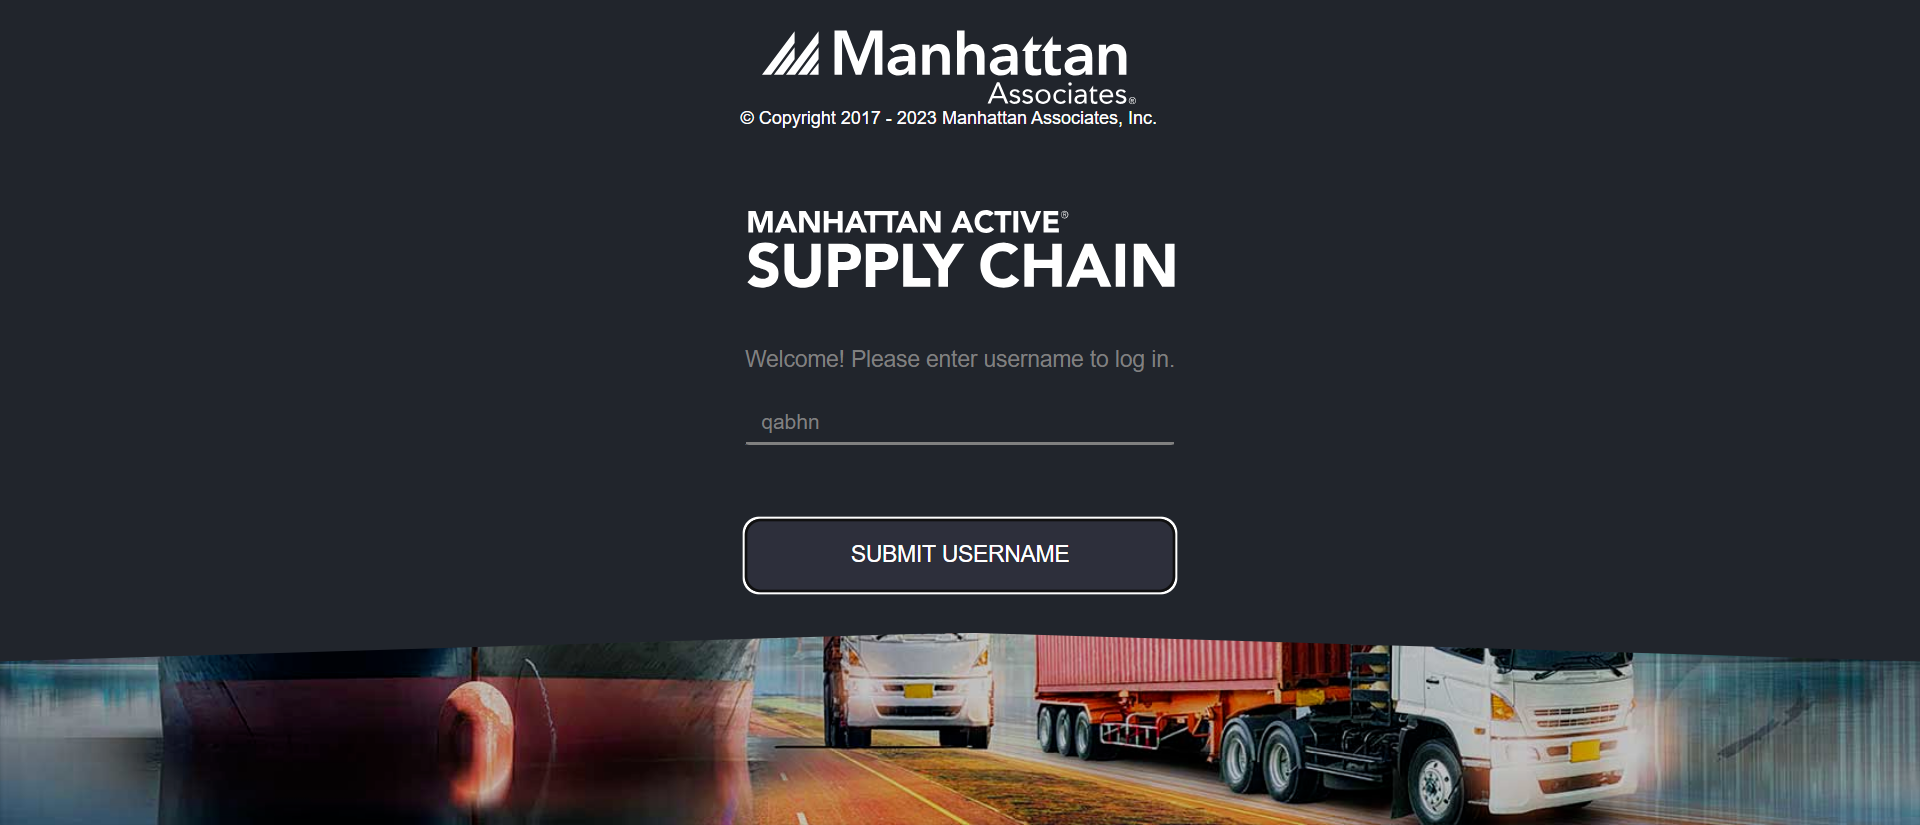 Manhattan
Associates®
© Copyright 2017 - 2023 Manhattan Associates, Inc.
MANHATTAN ACTIVE®
SUPPLY CHAIN
Welcome! Please enter username to log in.
qabhn
SUBMIT USERNAME